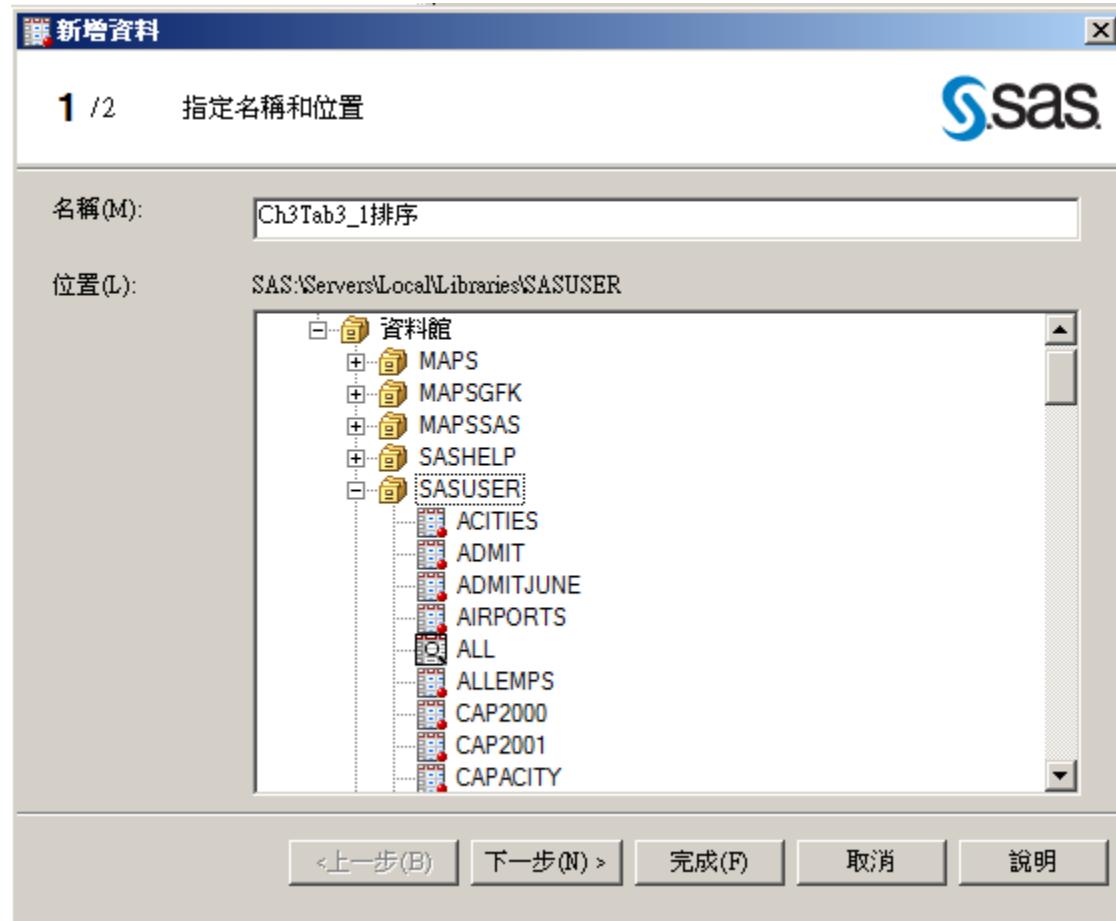 新增資料
1 /2 指定名稱和位置
sas
名稱(M): Ch3Tab3_1排序
位置(L): SAS:\Servers\Local\Libraries\SASUSER
資料館
MAPS
MAPSGFK
MAPSSAS
SASHELP
SASUSER
ACITIES
ADMIT
ADMITJUNE
AIRPORTS
ALL
ALLEMPS
CAP2000
CAP2001
CAPACITY
<上一步(B) 下一步(N) > 完成(F) 取消 說明